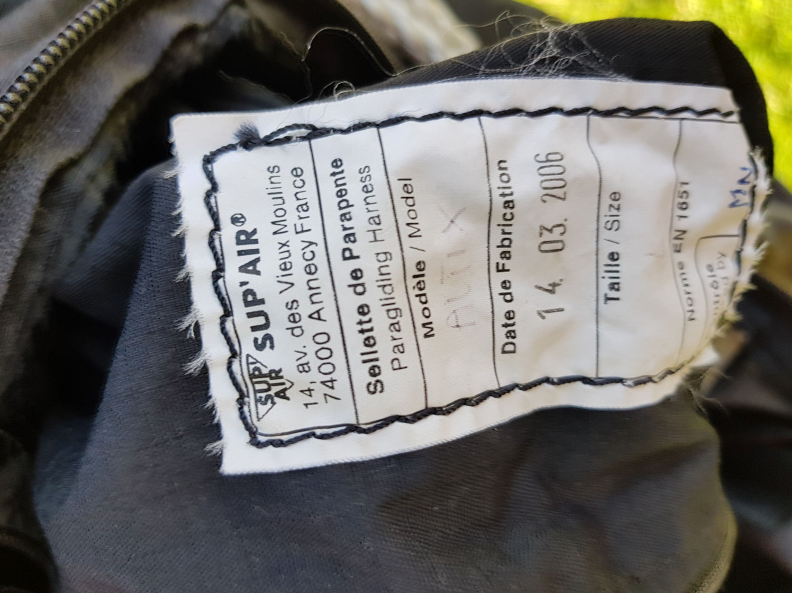 SUP'
AIR SUP'AIR®
14, av. des Vieux Moulins
74000 Annecy France
Sellette de Parapente
Paragliding Harness
Modèle / Model
Date de Fabrication
14. 03. 2006
Taille / Size
Norme EN 1651
MN